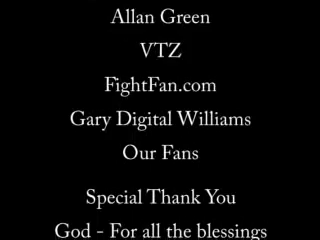 Allan Green
VTZ
FightFan.com
Gary Digital Williams
Our Fans
Special Thank You
God - For all the blessings